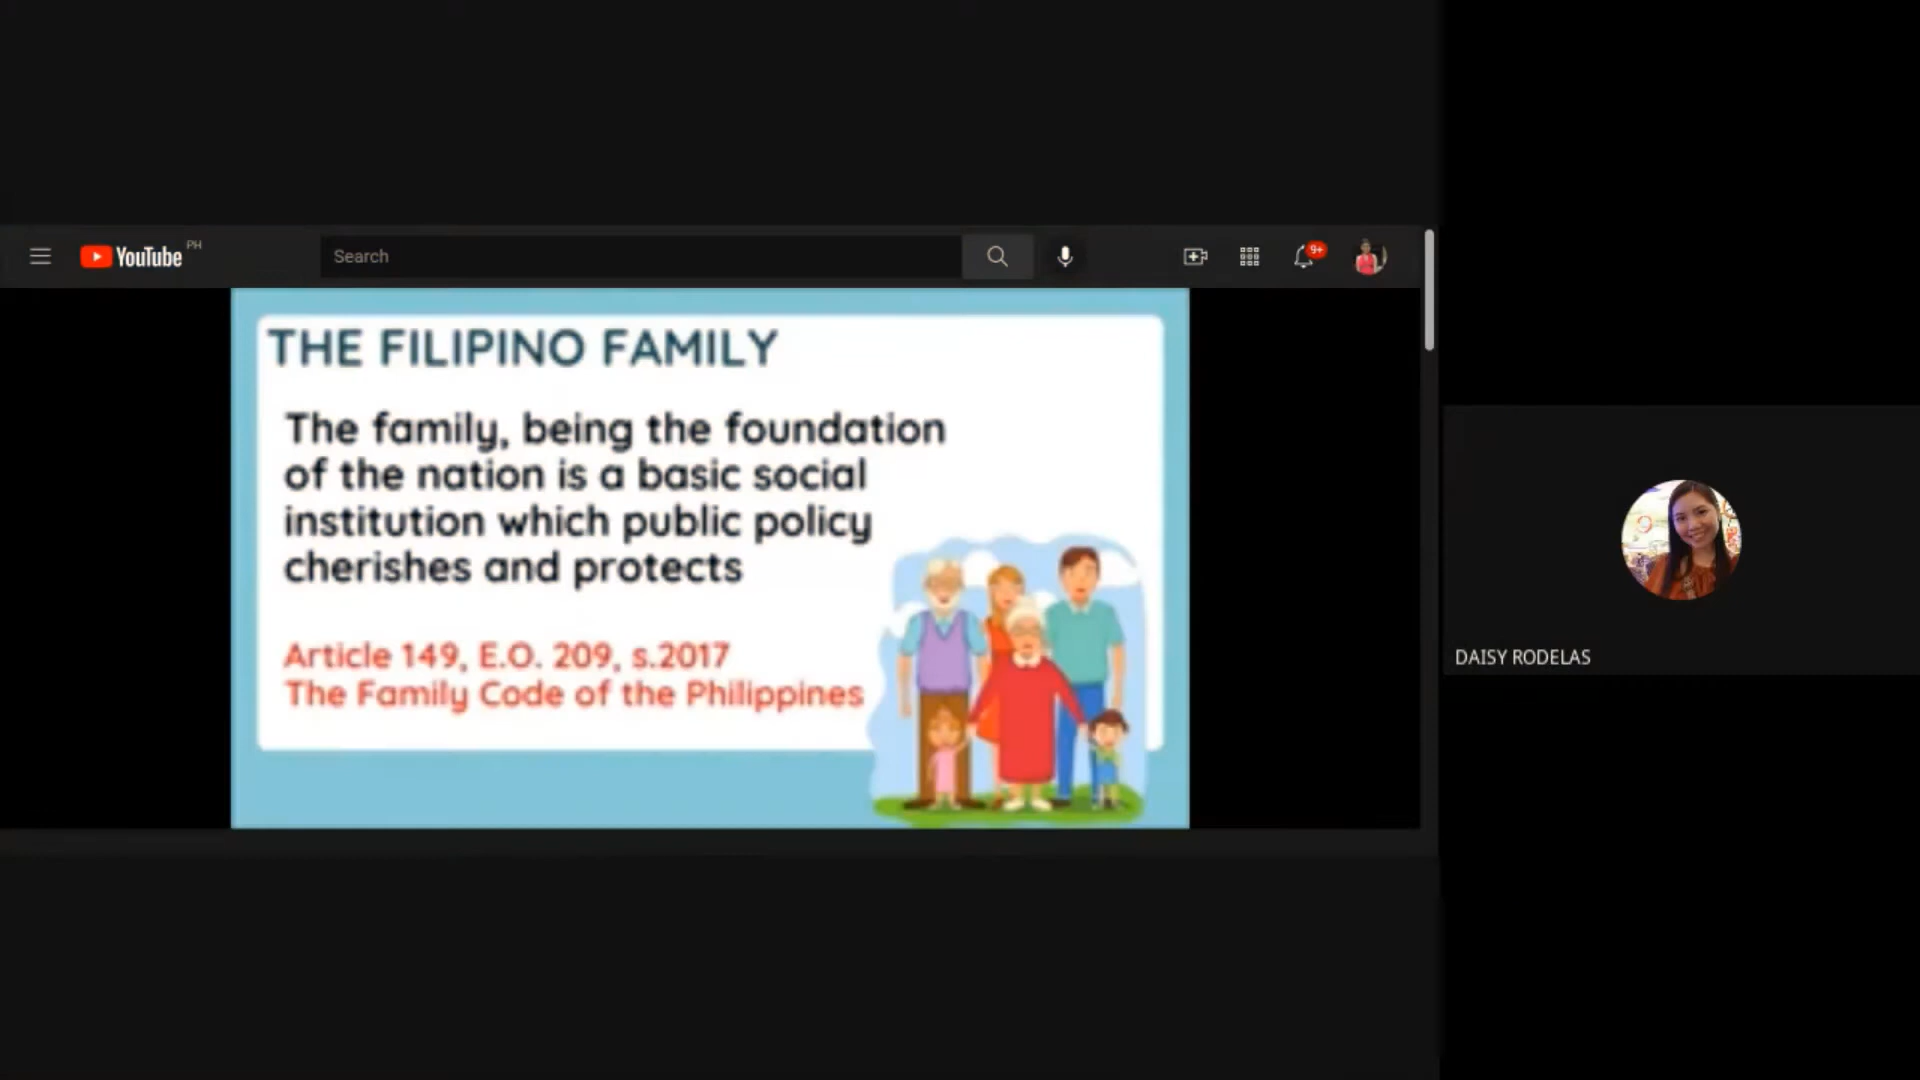 YouTube PH
Search
9+
THE FILIPINO FAMILY
The family, being the foundation
of the nation is a basic social
institution which public policy
cherishes and protects
Article 149, E.O. 209, s.2017
The Family Code of the Philippines
DAISY RODELAS